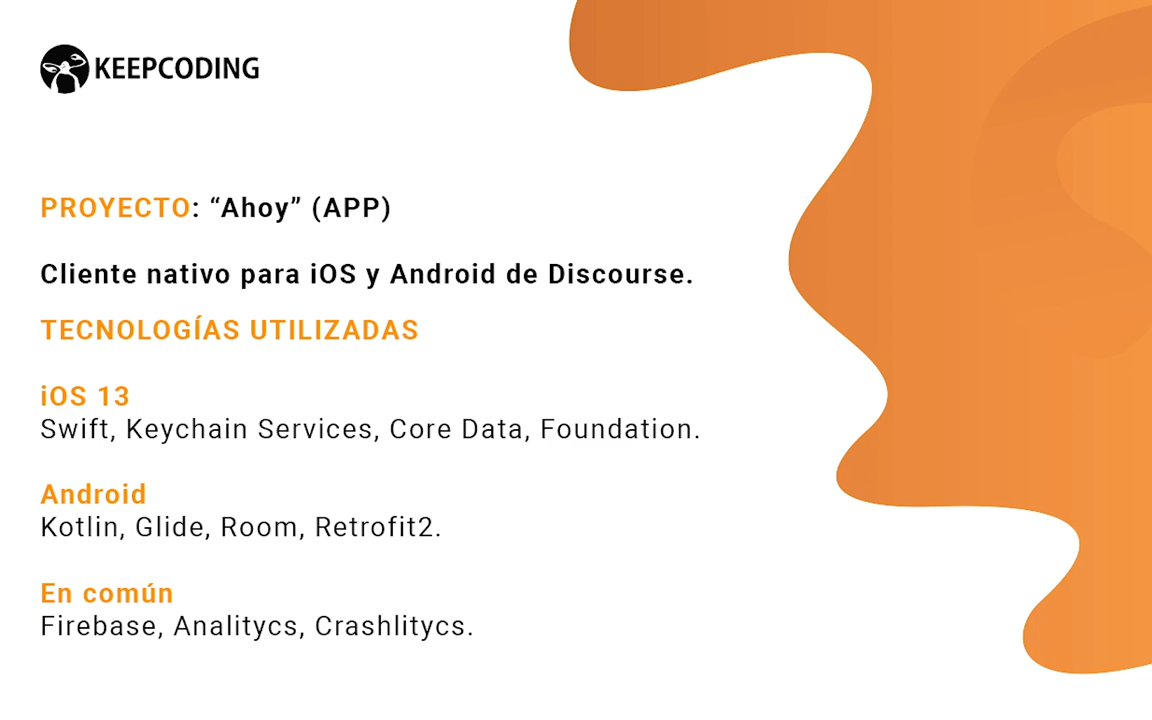 KEEPCODING
PROYECTO: “Ahoy” (APP)
Cliente nativo para iOS y Android de Discourse.
TECNOLOGÍAS UTILIZADAS
iOS 13
Swift, Keychain Services, Core Data, Foundation.
Android
Kotlin, Glide, Room, Retrofit2.
En común
Firebase, Analitycs, Crashlitycs.